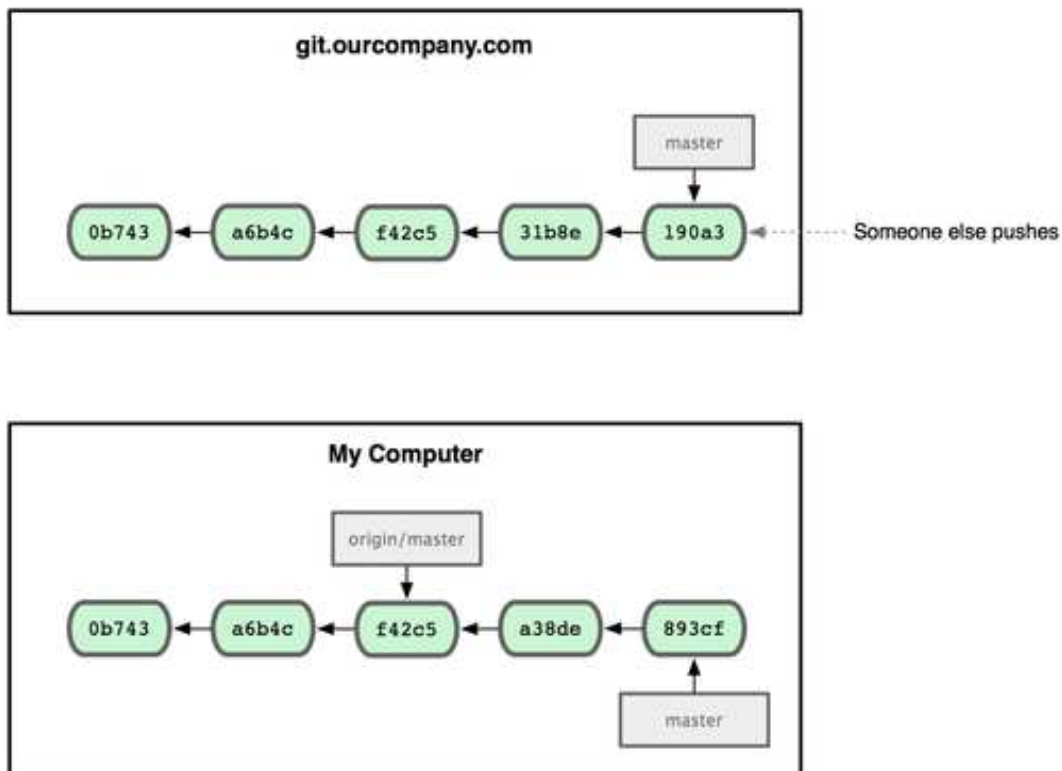 git.ourcompany.com
master
0b743 a6b4c f42c5 31b8e 190a3 Someone else pushes
My Computer
origin/master
0b743 a6b4c f42c5 a38de 893cf
master